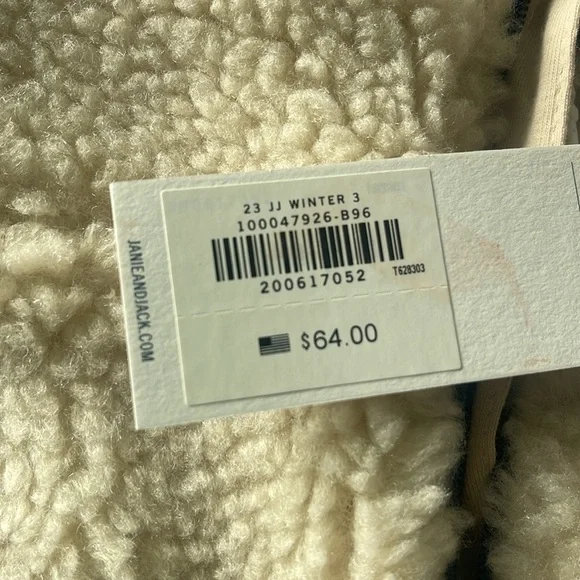 23 JJ WINTER 3
100047926-B96
200617052
T628303
$64.00
JANIEANDJACK.COM